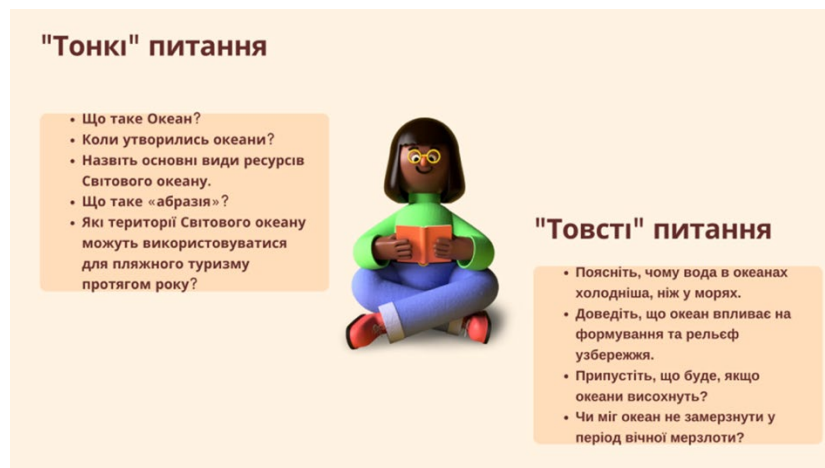 "Тонкі" питання
• Що таке Океан?
• Коли утворились океани?
• Назвіть основні види ресурсів
Світового океану.
• Що таке «абразія»?
• Які території Світового океану
можуть використовуватися
для пляжного туризму
протягом року?
"Товсті" питання
• Поясніть, чому вода в океанах
холодніша, ніж у морях.
• Доведіть, що океан впливає на
формування та рельєф
узбережжя.
• Припустіть, що буде, якщо
океани висохнуть?
• Чи міг океан не замерзнути у
період вічної мерзлоти?